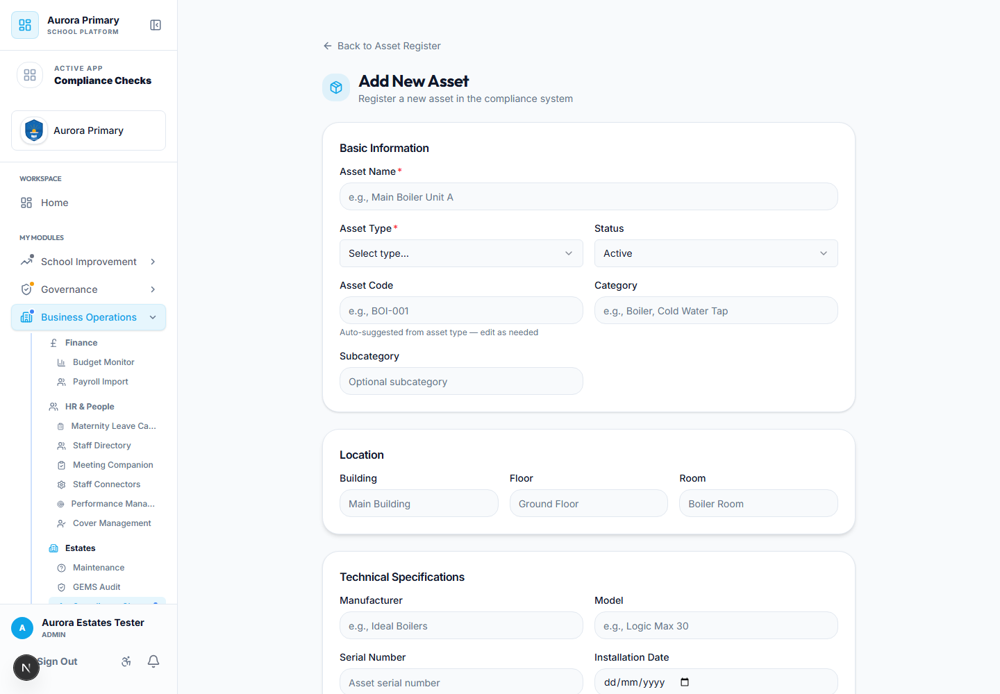 Aurora Primary
SCHOOL PLATFORM
ACTIVE APP
Compliance Checks
Aurora Primary
WORKSPACE
Home
MY MODULES
School Improvement
Governance
Business Operations
Finance
Budget Monitor
Payroll Import
HR & People
Maternity Leave Ca...
Staff Directory
Meeting Companion
Staff Connectors
Performance Mana...
Cover Management
Estates
Maintenance
GEMS Audit
A
Aurora Estates Tester
ADMIN
N
Sign Out
Back to Asset Register
Add New Asset
Register a new asset in the compliance system
Basic Information
Asset Name*
e.g., Main Boiler Unit A
Asset Type*
Status
Select type...
Active
Asset Code
Category
e.g., BOI-001
e.g., Boiler, Cold Water Tap
Auto-suggested from asset type — edit as needed
Subcategory
Optional subcategory
Location
Building
Floor
Room
Main Building
Ground Floor
Boiler Room
Technical Specifications
Manufacturer
Model
e.g., Ideal Boilers
e.g., Logic Max 30
Serial Number
Installation Date
Asset serial number
dd/mm/yyyy